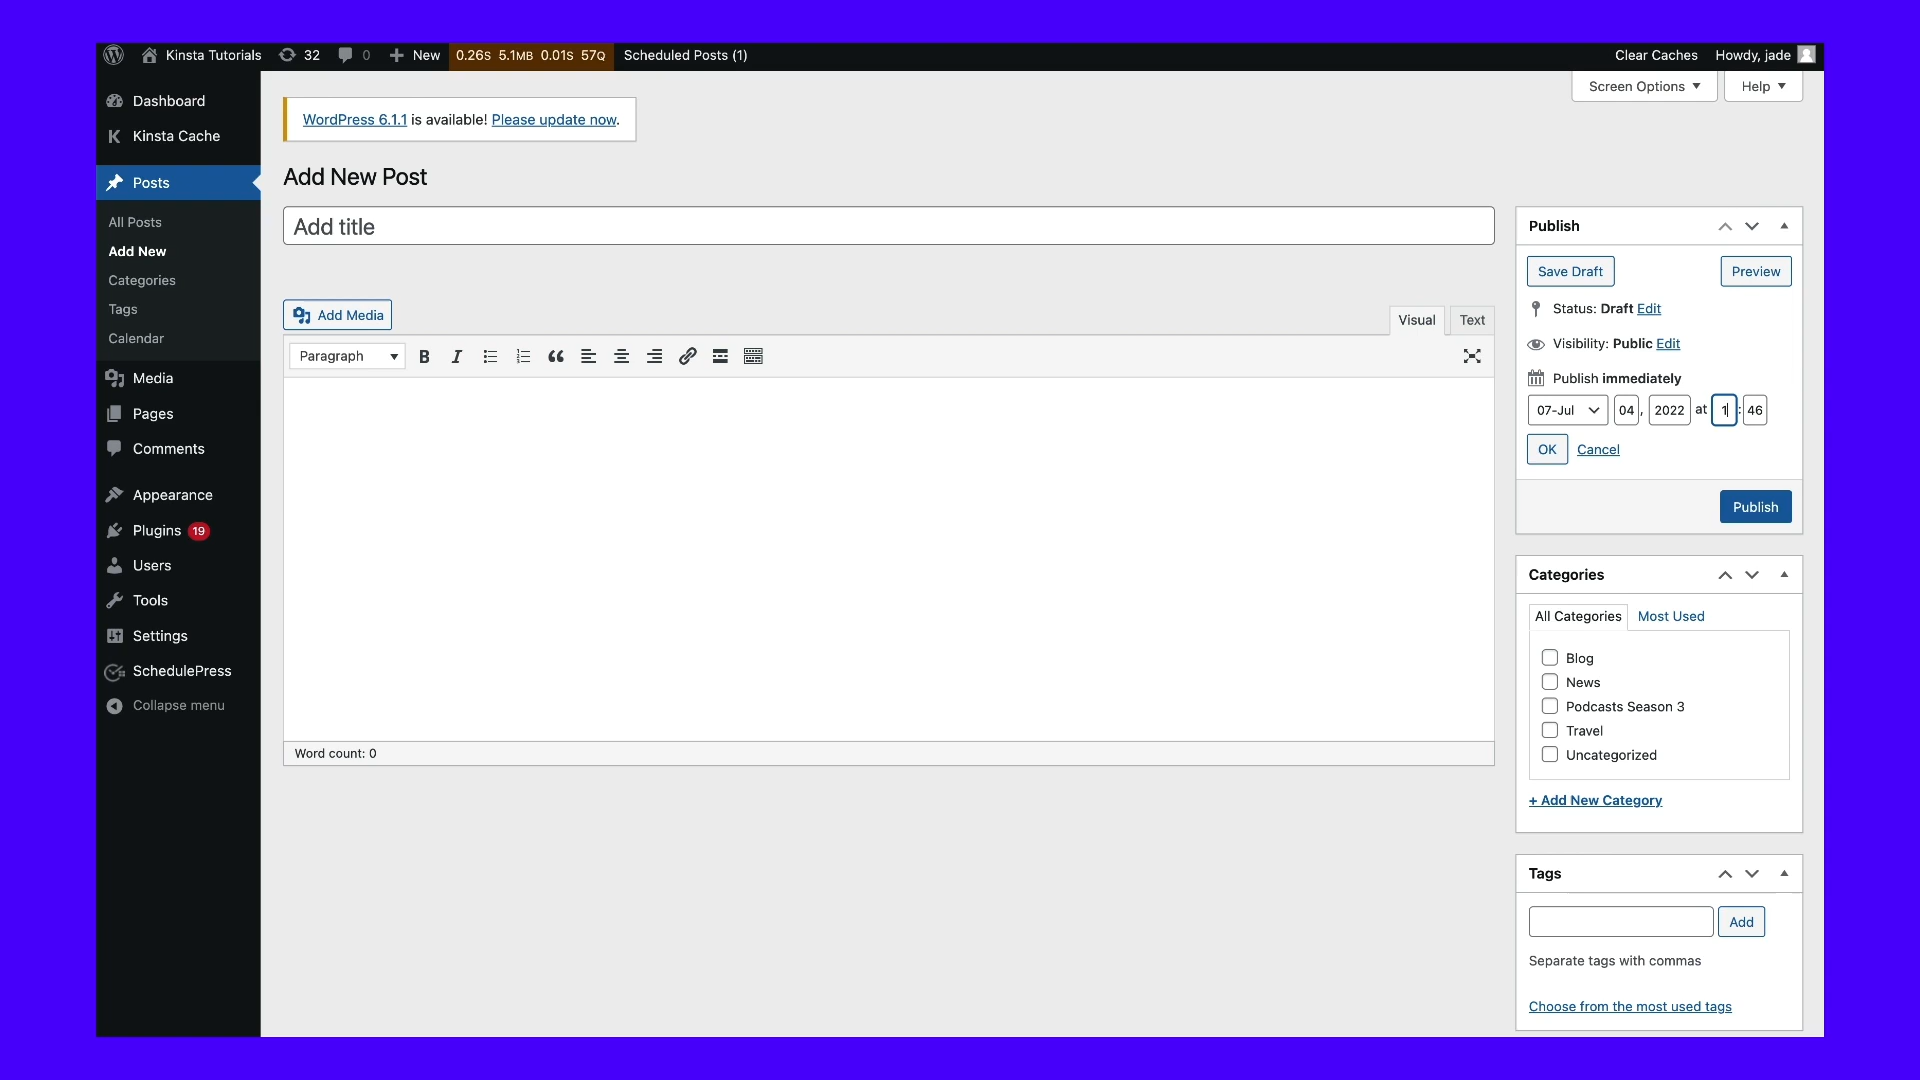 Kinsta Tutorials 32 0 New 0.26s 5.1MB 0.01s 57Q Scheduled Posts (1) Clear Caches Howdy, jade
Screen Options Help
Dashboard
Kinsta Cache
Posts
All Posts
Add New
Categories
Tags
Calendar
Media
Pages
Comments
Appearance
Plugins 19
Users
Tools
Settings
SchedulePress
Collapse menu
WordPress 6.1.1 is available! Please update now.
Add New Post
Add title
Add Media
Visual Text
Paragraph
Word count: 0
Publish
Save Draft Preview
Status: Draft Edit
Visibility: Public Edit
Publish immediately
07-Jul 04, 2022 at 1: 46
OK Cancel
Publish
Categories
All Categories Most Used
Blog
News
Podcasts Season 3
Travel
Uncategorized
+ Add New Category
Tags
Add
Separate tags with commas
Choose from the most used tags